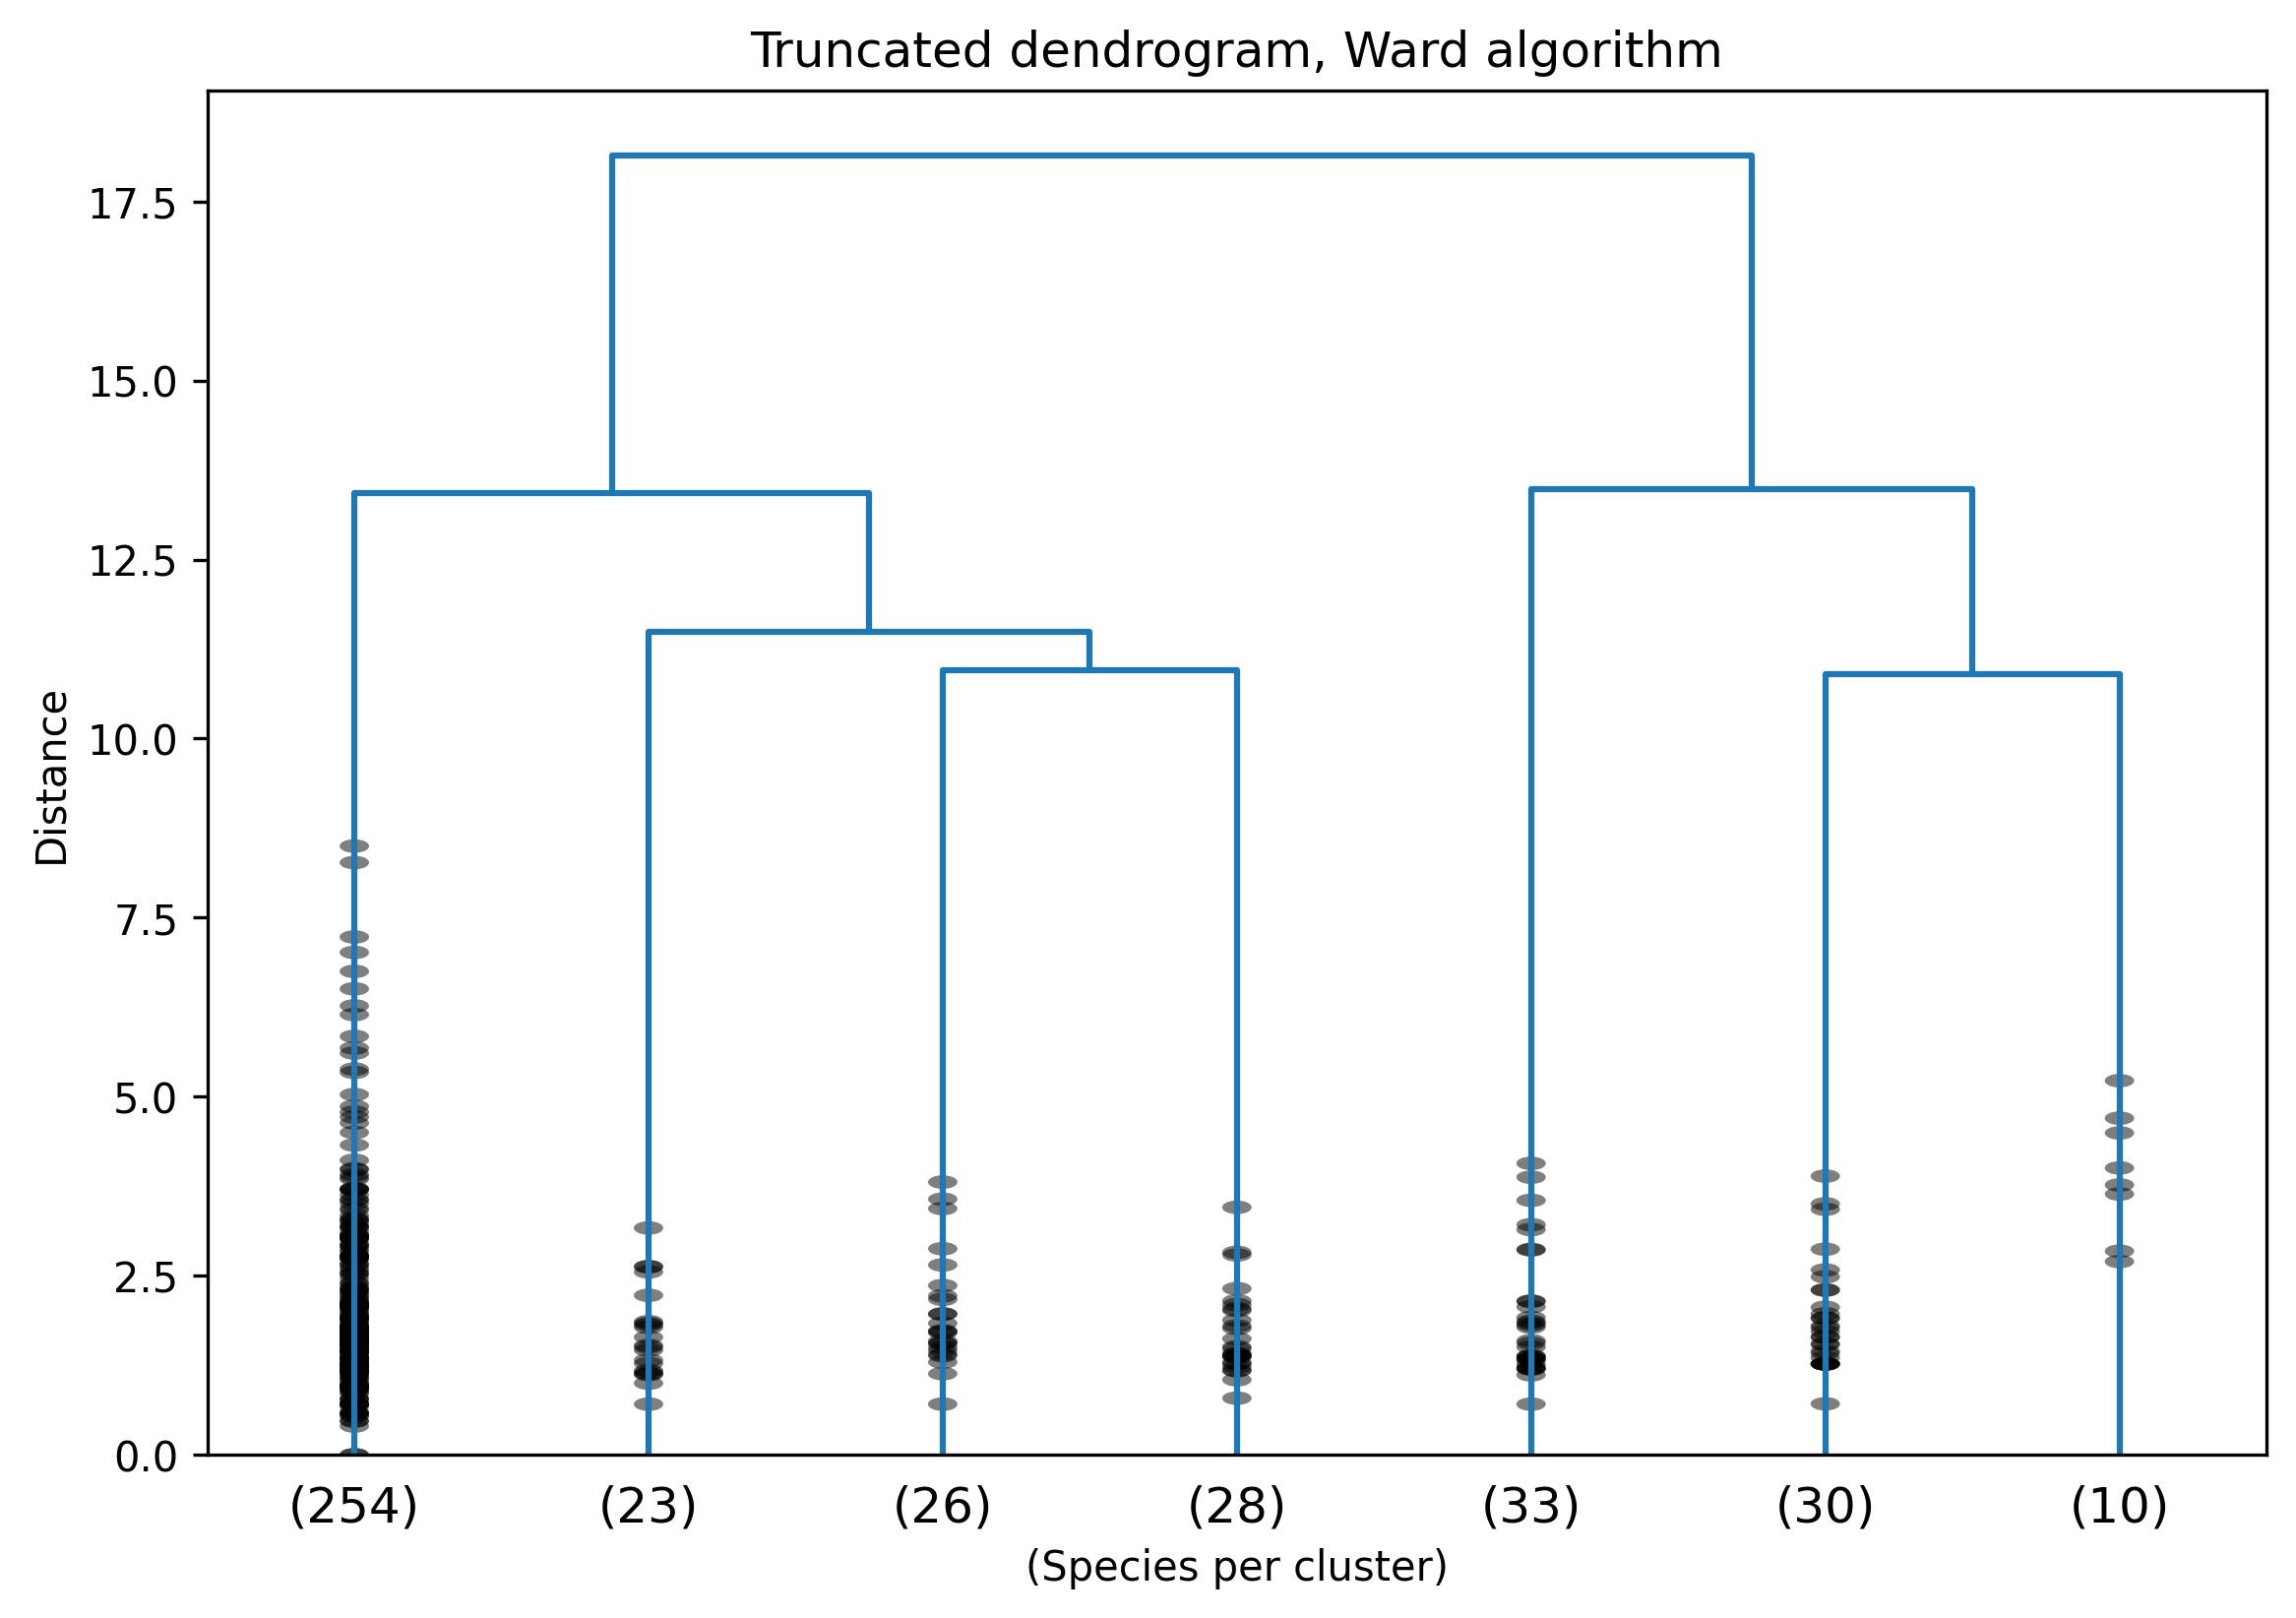 Truncated dendrogram, Ward algorithm
Distance
17.5
15.0
12.5
10.0
7.5
5.0
2.5
0.0
(254) (23) (26) (28) (33) (30) (10)
(Species per cluster)